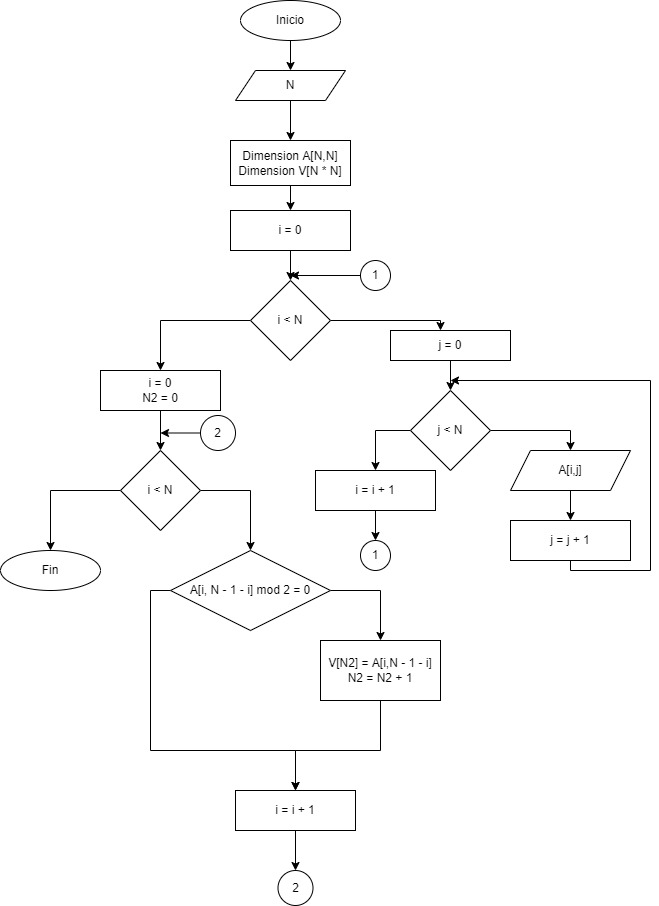 Inicio
N
Dimension A[N,N]
Dimension V[N * N]
i = 0
1
i < N
j = 0
i = 0
N2 = 0
2
j < N
i < N
A[i,j]
i = i + 1
j = j + 1
1
Fin
A[i, N - 1 - i] mod 2 = 0
V[N2] = A[i,N - 1 - i]
N2 = N2 + 1
i = i + 1
2